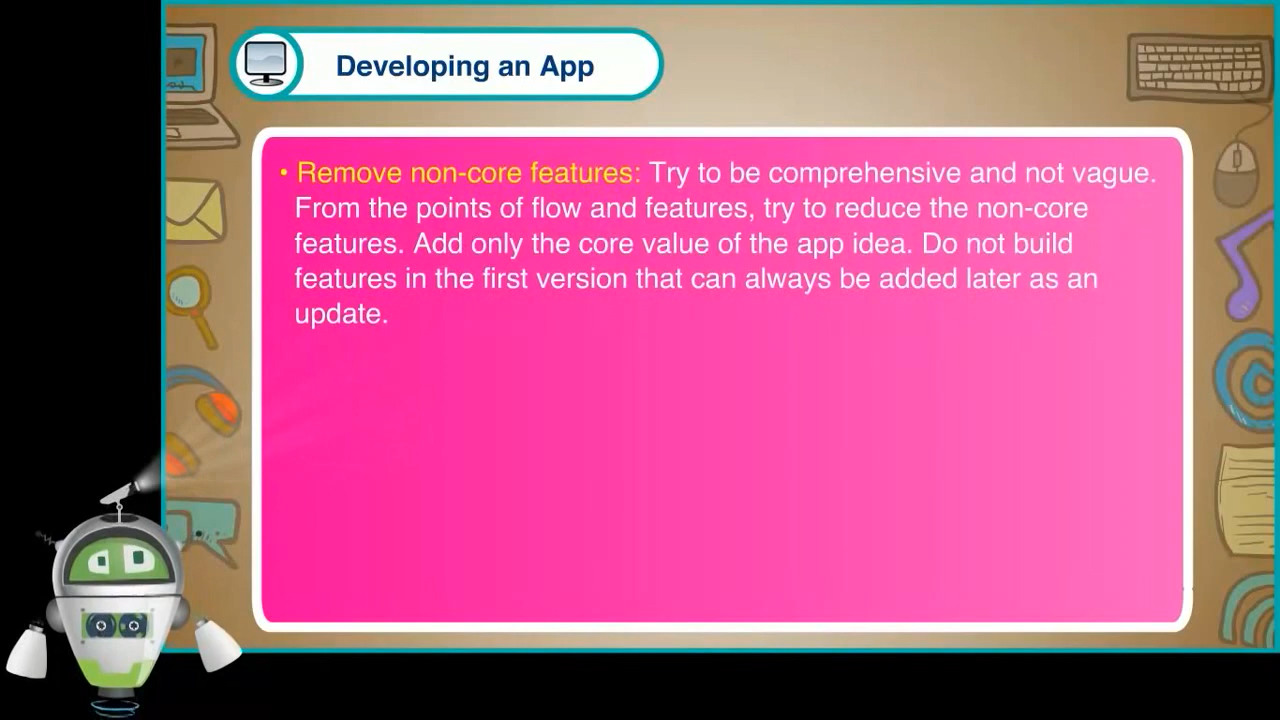 Developing an App
• Remove non-core features: Try to be comprehensive and not vague.
From the points of flow and features, try to reduce the non-core
features. Add only the core value of the app idea. Do not build
features in the first version that can always be added later as an
update.